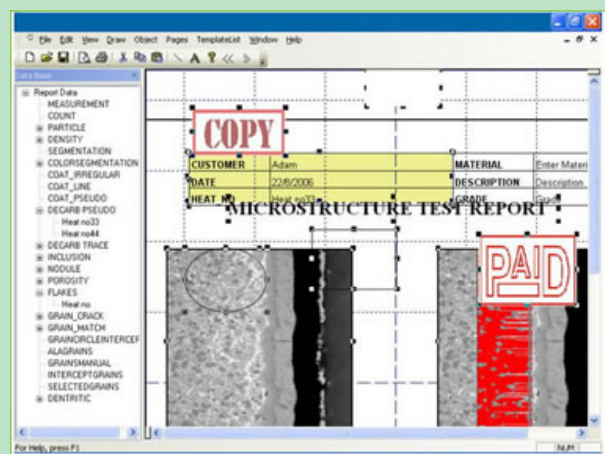 File Edit View Draw Object Pages TemplateList Window Help
Data Base
Report Data
MEASUREMENT
COUNT
PARTICLE
DENSITY
SEGMENTATION
COLORSEGMENTATION
COAT_IRREGULAR
COAT_LINE
COAT_PSEUDO
DECARB PSEUDO
Heat no33
Heat no44
DECARB TRACE
INCLUSION
NODULE
POROSITY
FLAKES
Heat no
GRAIN_CRACK
GRAIN_MATCH
GRAINCIRCLEINTERCEF
ALAGRAINS
GRAINSMANUAL
INTERCEPTGRAINS
SELECTEDGRAINS
DENTRITIC
COPY
CUSTOMER Adam MATERIAL Enter Materi
DATE 22/8/2006 DESCRIPTION Description
HEAT NO Heat no33 GRADE Grad
MICROSTRUCTURE TEST REPORT
PAID
For Help, press F1 NUM